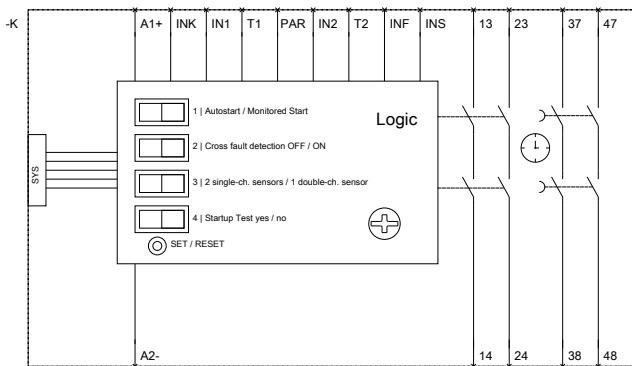 -K A1+ INK IN1 T1 PAR IN2 T2 INF INS 13 23 37 47
1 | Autostart / Monitored Start
Logic
2 | Cross fault detection OFF / ON
SYS
3 | 2 single-ch. sensors / 1 double-ch. sensor
4 | Startup Test yes / no
SET / RESET
A2- 14 24 38 48